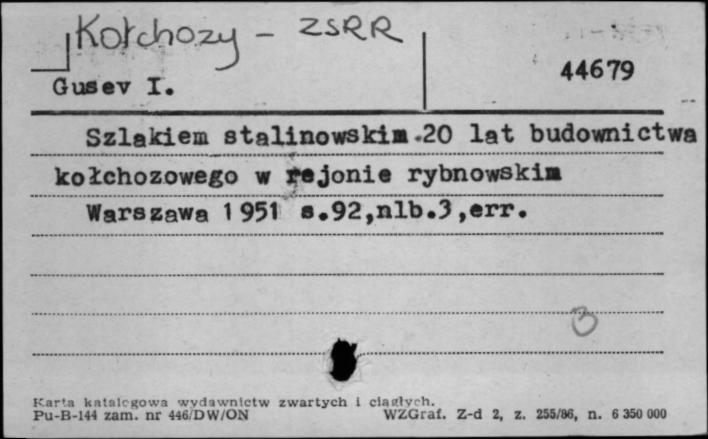 Kołchozy - ZSRR
Gusev I.
44679
Szlakiem stalinowskim.20 lat budownictwa
kołchozowego w rejonie rybnowskim
Warszawa 1951 s.92,nlb.3,err.
3
Karta katalogowa wydawnictw zwartych i ciągłych.
Pu-B-144 zam. nr 446/DW/ON WZGraf. Z-d 2, z. 255/86, n. 6 350 000